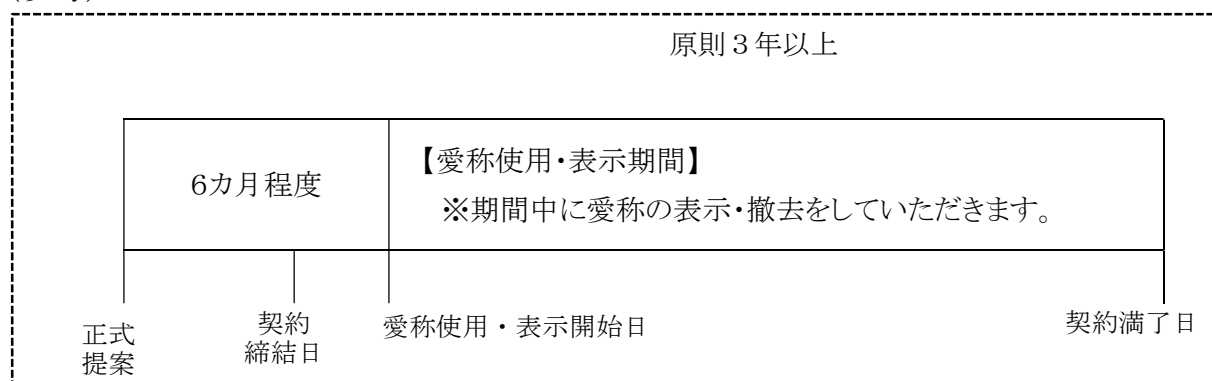 原則３年以上
6カ月程度
【愛称使用・表示期間】
※期間中に愛称の表示・撤去をしていただきます。
正式
提案
契約
締結日
愛称使用・表示開始日
契約満了日